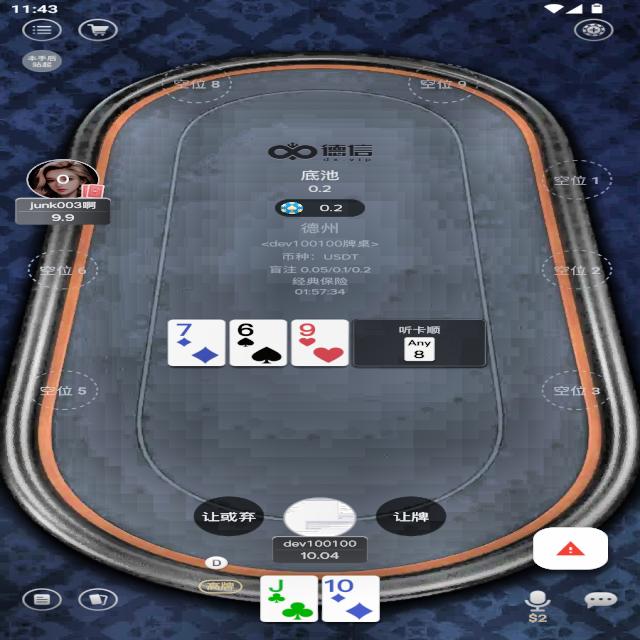 11:43
本手后
站起
空位 8
空位 9
德信
dx.vip
底池
0.2
0.2
junk003啊
9.9
空位 1
德州
<dev100100牌桌>
币种：USDT
盲注 0.05/0.1/0.2
经典保险
01:57:34
空位 6
空位 2
7
6
9
听卡顺
Any
8
空位 5
空位 3
让或弃
让牌
dev100100
10.04
D
高牌
J
10
$2